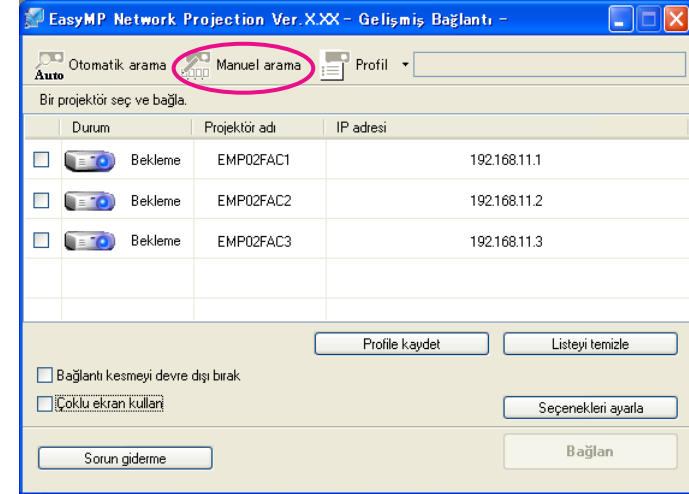 EasyMP Network Projection Ver.X.XX - Gelişmiş Bağlantı -
Auto Otomatik arama Manuel arama Profil
Bir projektör seç ve bağla.
Durum Projektör adı IP adresi
Bekleme EMP02FAC1 192.168.11.1
Bekleme EMP02FAC2 192.168.11.2
Bekleme EMP02FAC3 192.168.11.3
Profile kaydet Listeyi temizle
Bağlantı kesmeyi devre dışı bırak
Çoklu ekran kullan
Seçenekleri ayarla
Sorun giderme Bağlan